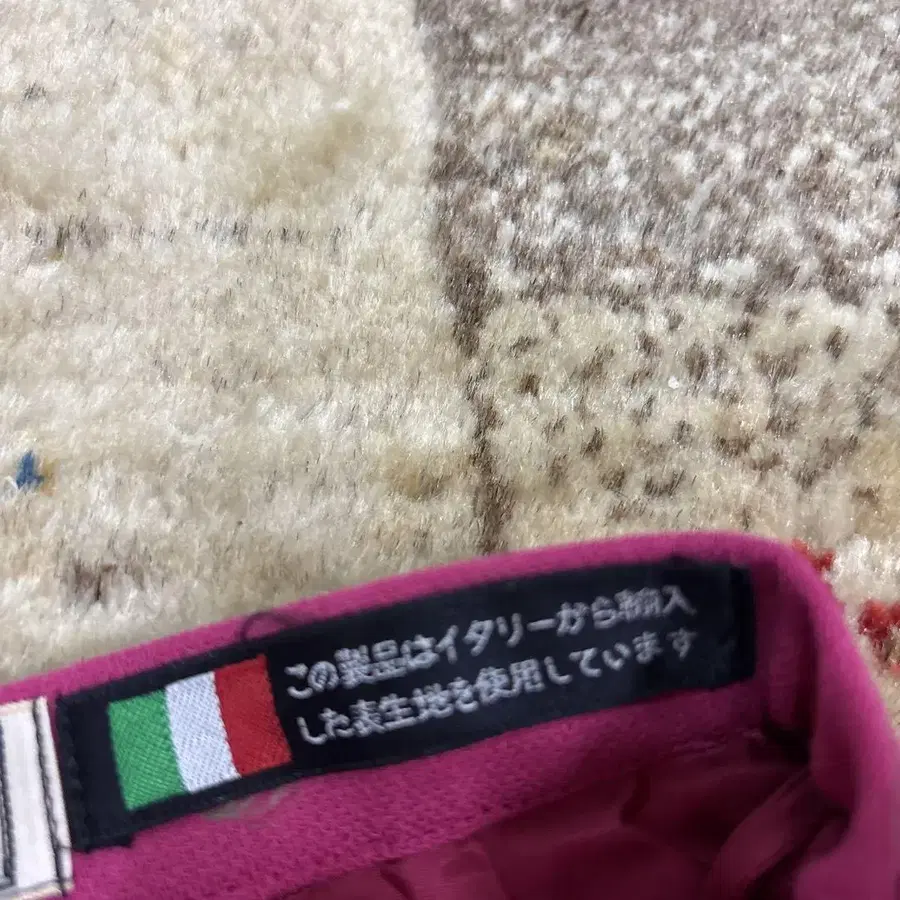 この製品はイタリーから輸入
した表生地を使用しています